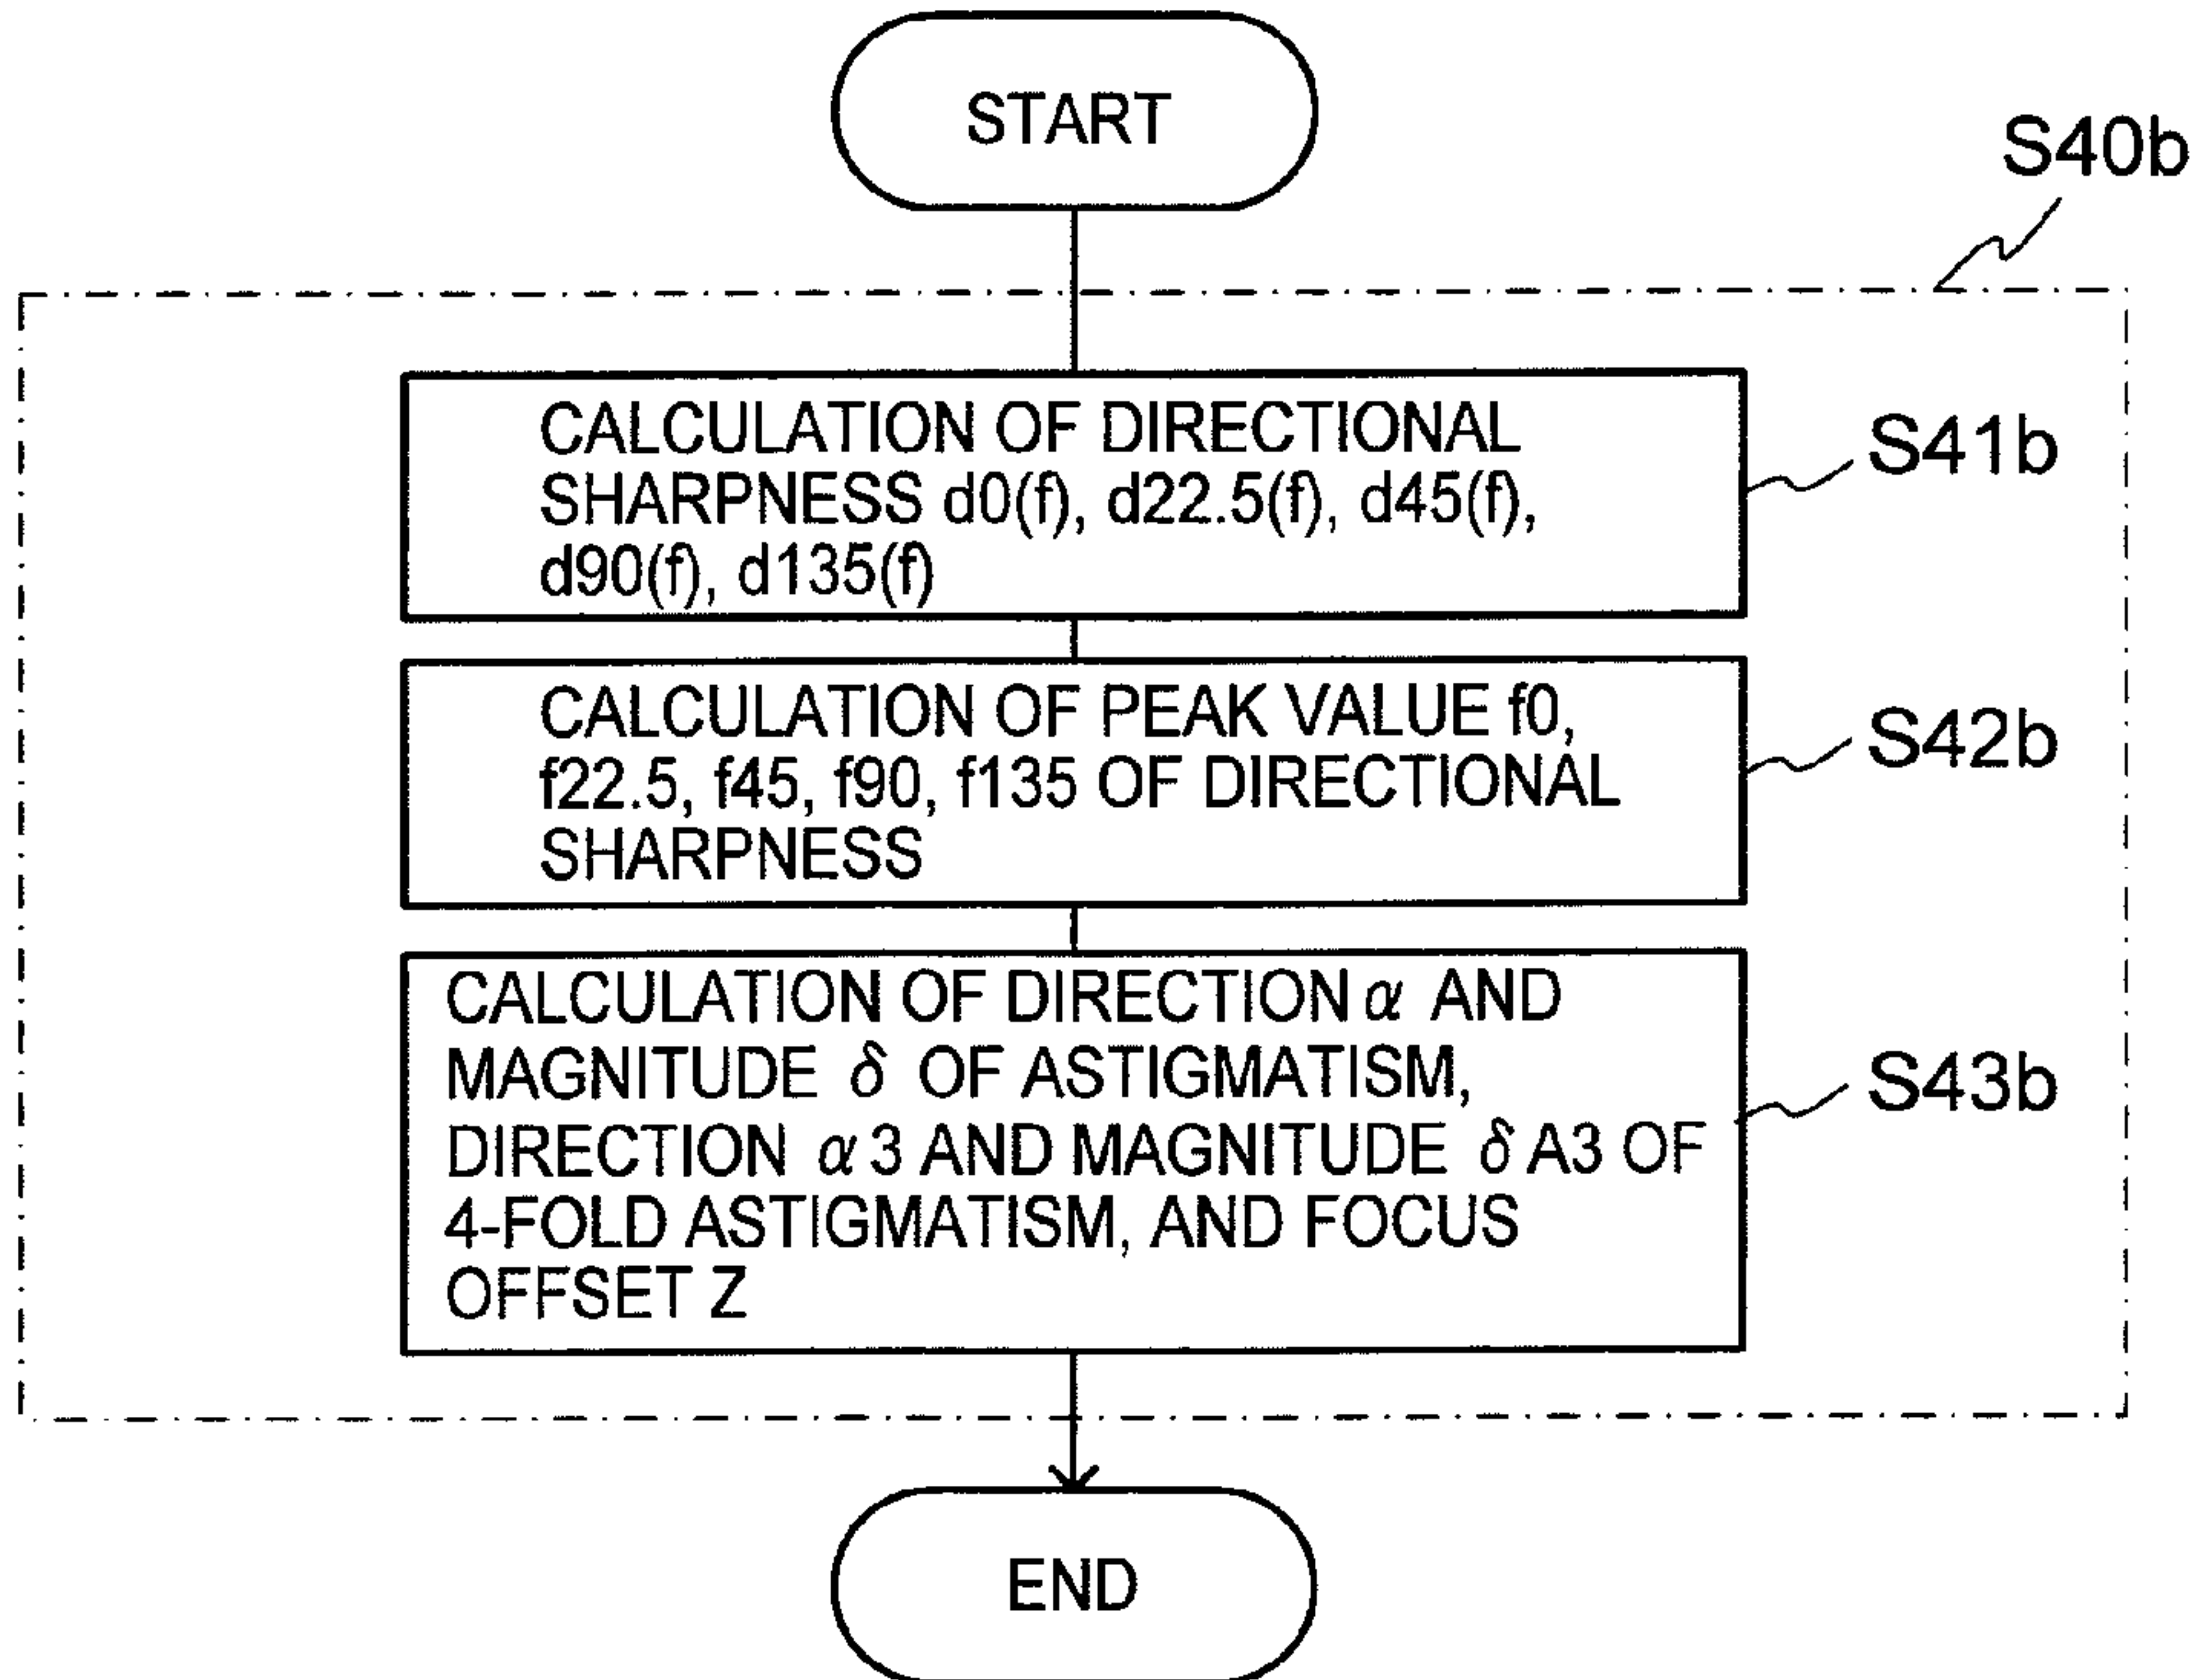 START
S40b
CALCULATION OF DIRECTIONAL
SHARPNESS d0(f), d22.5(f), d45(f),
d90(f), d135(f)
S41b
CALCULATION OF PEAK VALUE f0,
f22.5, f45, f90, f135 OF DIRECTIONAL
SHARPNESS
S42b
CALCULATION OF DIRECTION α AND
MAGNITUDE δ OF ASTIGMATISM,
DIRECTION α3 AND MAGNITUDE δA3 OF
4-FOLD ASTIGMATISM, AND FOCUS
OFFSET Z
S43b
END